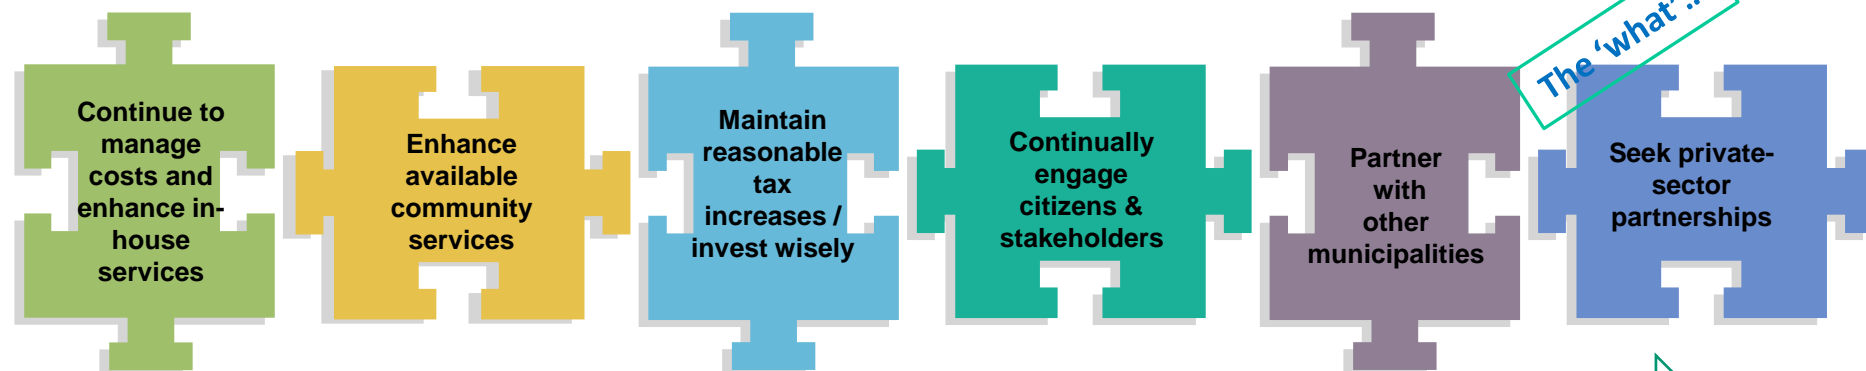 Continue to
manage
costs and
enhance in-
house
services
Enhance
available
community
services
Maintain
reasonable
tax
increases /
invest wisely
Continually
engage
citizens &
stakeholders
Partner
with
other
municipalities
The ‘what’..
Seek private-
sector
partnerships